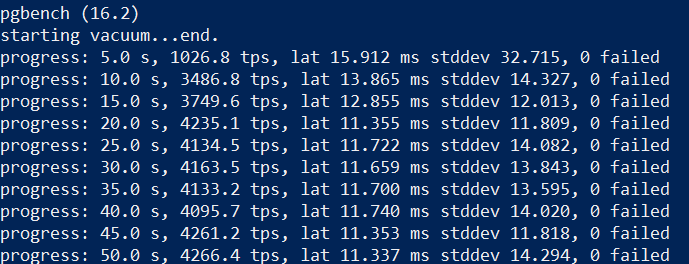 pgbench (16.2)
starting vacuum...end.
progress: 5.0 s, 1026.8 tps, lat 15.912 ms stddev 32.715, 0 failed
progress: 10.0 s, 3486.8 tps, lat 13.865 ms stddev 14.327, 0 failed
progress: 15.0 s, 3749.6 tps, lat 12.855 ms stddev 12.013, 0 failed
progress: 20.0 s, 4235.1 tps, lat 11.355 ms stddev 11.809, 0 failed
progress: 25.0 s, 4134.5 tps, lat 11.722 ms stddev 14.082, 0 failed
progress: 30.0 s, 4163.5 tps, lat 11.659 ms stddev 13.843, 0 failed
progress: 35.0 s, 4133.2 tps, lat 11.700 ms stddev 13.595, 0 failed
progress: 40.0 s, 4095.7 tps, lat 11.740 ms stddev 14.020, 0 failed
progress: 45.0 s, 4261.2 tps, lat 11.353 ms stddev 11.818, 0 failed
progress: 50.0 s, 4266.4 tps, lat 11.337 ms stddev 14.294, 0 failed